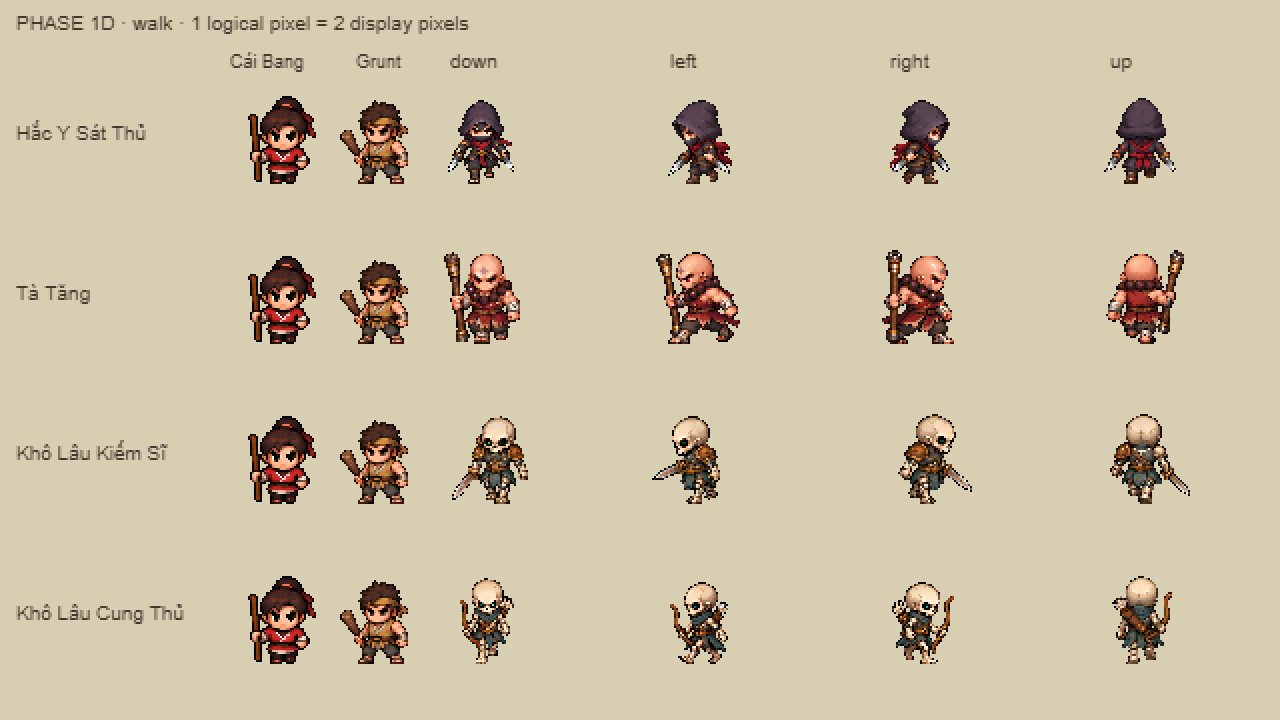 PHASE 1D · walk · 1 logical pixel = 2 display pixels
Cái Bang Grunt down left right up
Hắc Y Sát Thủ
Tà Tăng
Khô Lâu Kiếm Sĩ
Khô Lâu Cung Thủ